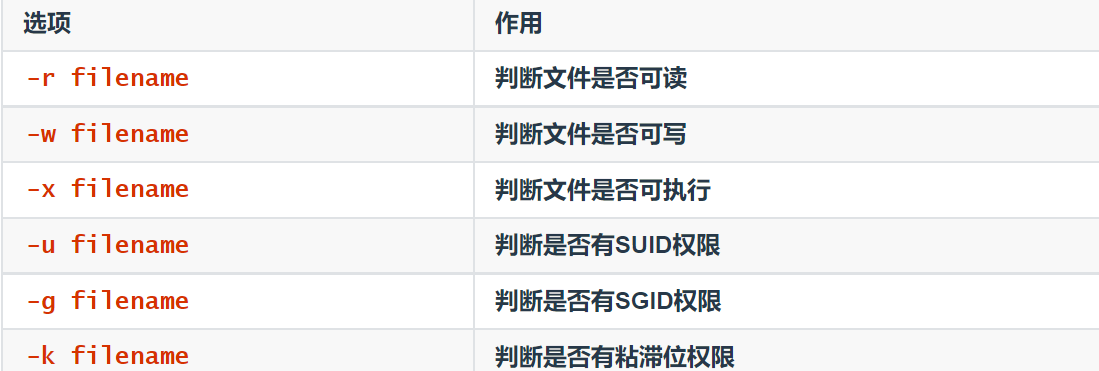 选项 作用
-r filename 判断文件是否可读
-w filename 判断文件是否可写
-x filename 判断文件是否可执行
-u filename 判断是否有SUID权限
-g filename 判断是否有SGID权限
-k filename 判断是否有粘滞位权限